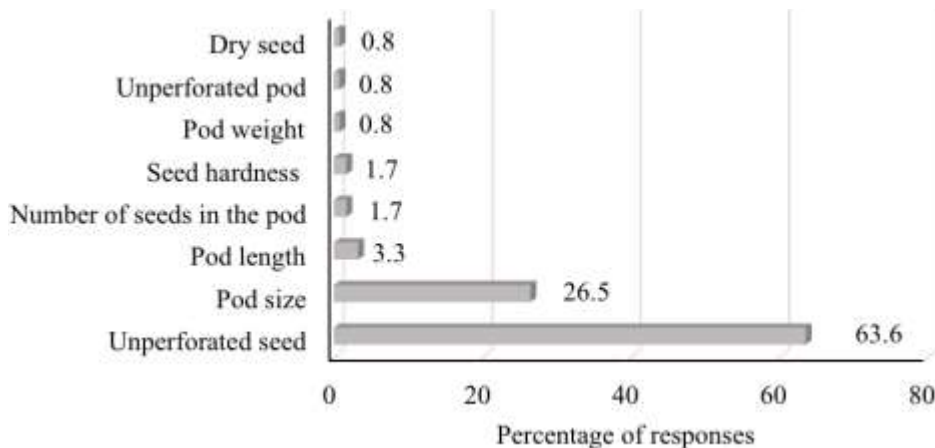 Dry seed 0.8
Unperforated pod 0.8
Pod weight 0.8
Seed hardness 1.7
Number of seeds in the pod 1.7
Pod length 3.3
Pod size 26.5
Unperforated seed 63.6
0 20 40 60 80
Percentage of responses